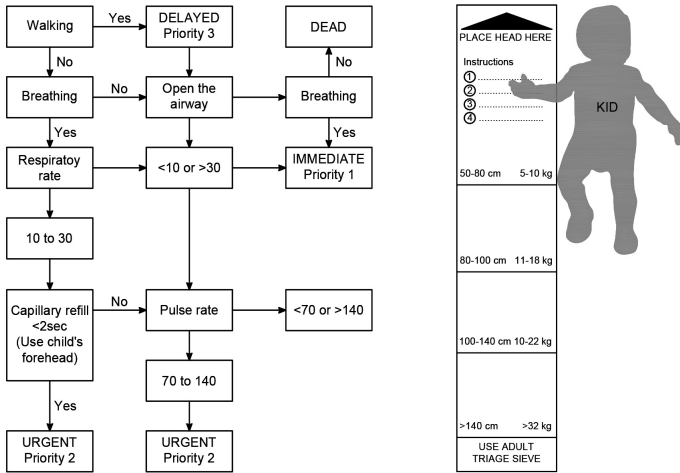 Walking
Yes
DELAYED
Priority 3
DEAD
No
No
Breathing
No
Open the
airway
Breathing
Yes
Yes
Respiratoy
rate
<10 or >30
IMMEDIATE
Priority 1
10 to 30
Capillary refill
<2sec
(Use child's
forehead)
No
Pulse rate
<70 or >140
70 to 140
Yes
URGENT
Priority 2
URGENT
Priority 2
PLACE HEAD HERE
Instructions
1 ....................
2 ....................
3 ....................
4 ....................
KID
50-80 cm 5-10 kg
80-100 cm 11-18 kg
100-140 cm 10-22 kg
>140 cm >32 kg
USE ADULT
TRIAGE SIEVE